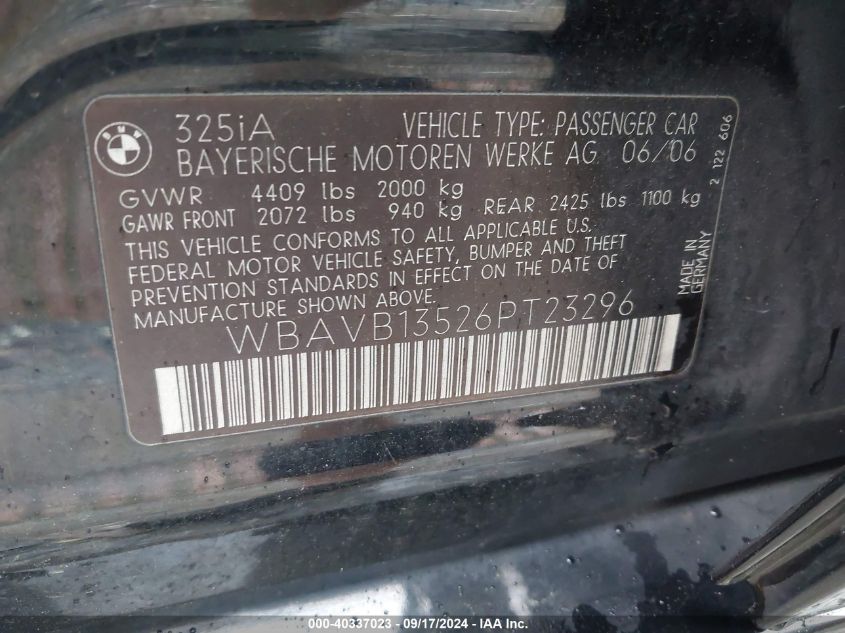 BMW
325iA VEHICLE TYPE: PASSENGER CAR
BAYERISCHE MOTOREN WERKE AG 06/06
GVWR 4409 lbs 2000 kg
GAWR FRONT 2072 lbs 940 kg REAR 2425 lbs 1100 kg
THIS VEHICLE CONFORMS TO ALL APPLICABLE U.S.
FEDERAL MOTOR VEHICLE SAFETY, BUMPER AND THEFT
PREVENTION STANDARDS IN EFFECT ON THE DATE OF
MANUFACTURE SHOWN ABOVE.
WBAVB13526PT23296
2 122 606
MADE IN
GERMANY
000-40337023 - 09/17/2024 - IAA Inc.